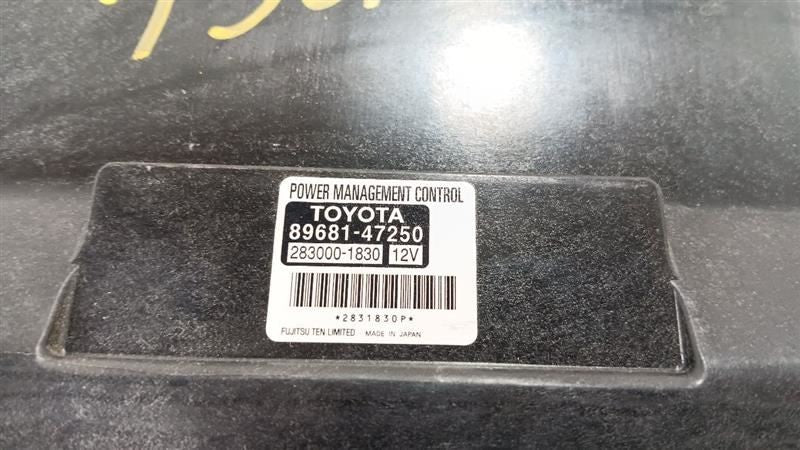 POWER MANAGEMENT CONTROL
TOYOTA
89681-47250
283000-1830 12V
*2831830P*
FUJITSU TEN LIMITED MADE IN JAPAN